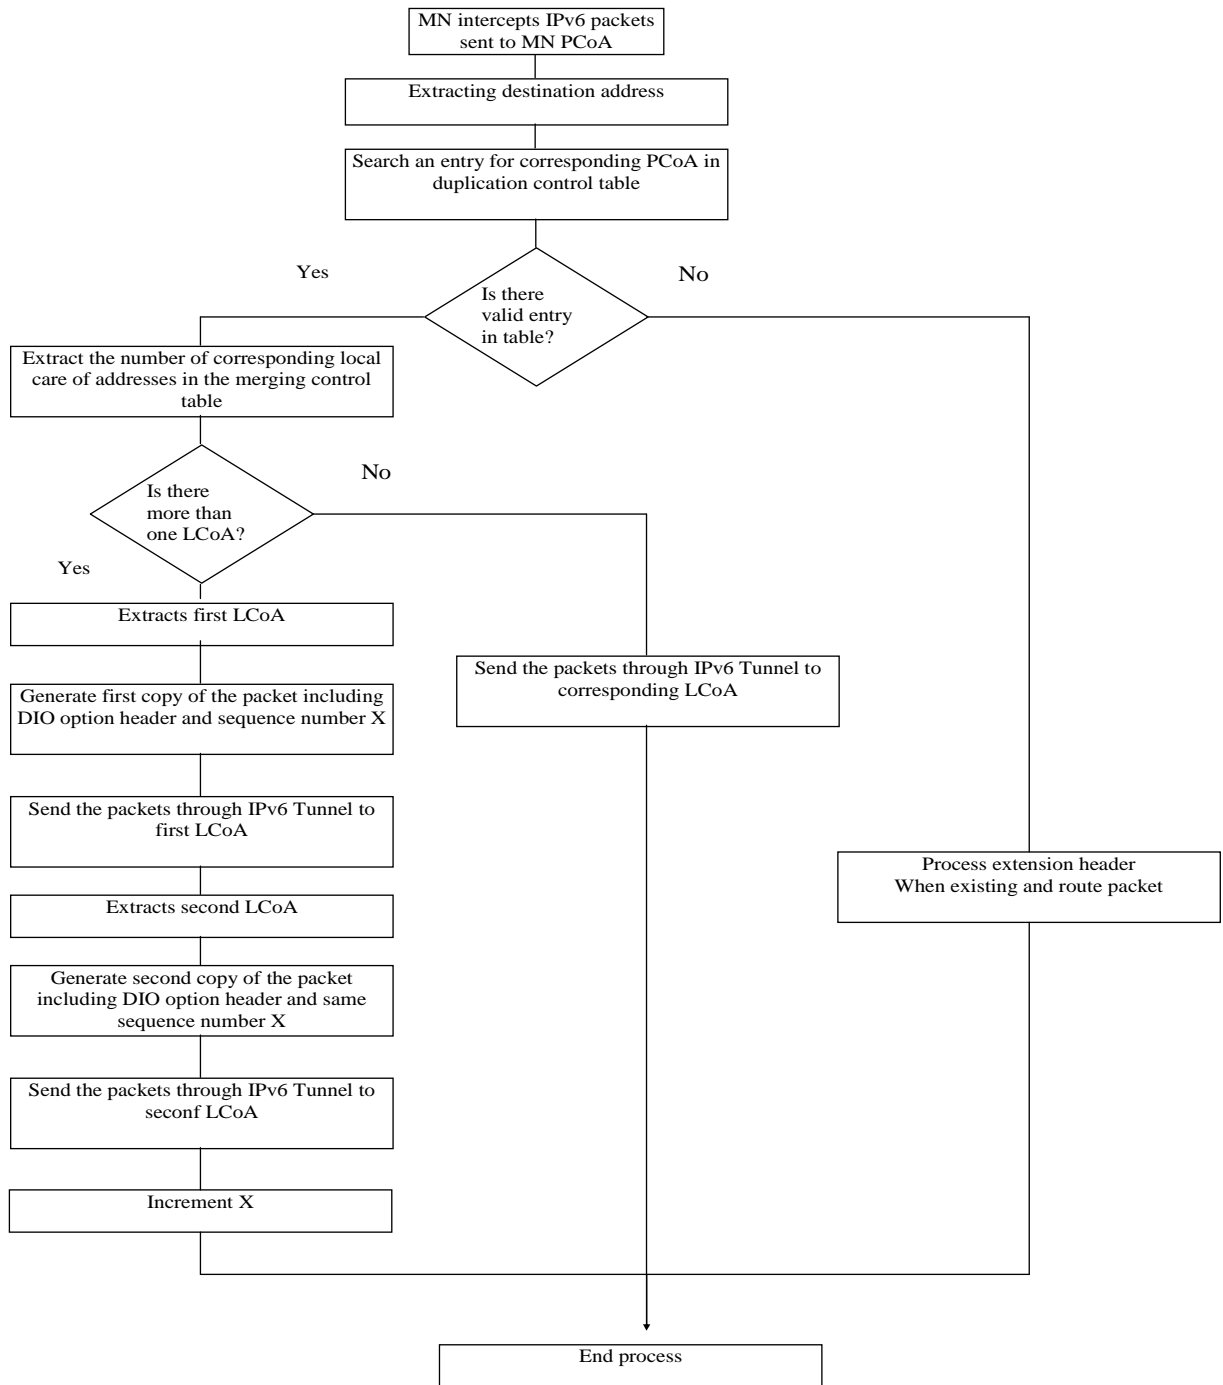 MN intercepts IPv6 packets
sent to MN PCoA
Extracting destination address
Search an entry for corresponding PCoA in
duplication control table
Yes
No
Is there
valid entry
in table?
Extract the number of corresponding local
care of addresses in the merging control
table
No
Is there
more than
one LCoA?
Yes
Extracts first LCoA
Send the packets through IPv6 Tunnel to
corresponding LCoA
Generate first copy of the packet including
DIO option header and sequence number X
Send the packets through IPv6 Tunnel to
first LCoA
Process extension header
When existing and route packet
Extracts second LCoA
Generate second copy of the packet
including DIO option header and same
sequence number X
Send the packets through IPv6 Tunnel to
seconf LCoA
Increment X
End process